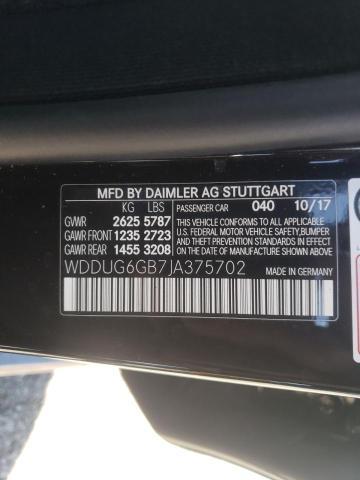 MFD BY DAIMLER AG STUTTGART
KG LBS PASSENGER CAR 040 10/17
GVWR 2625 5787 THIS VEHICLE CONFORMS TO ALL APPLICABLE
GAWR FRONT 1235 2723 U.S. FEDERAL MOTOR VEHICLE SAFETY, BUMPER,
GAWR REAR 1455 3208 AND THEFT PREVENTION STANDARDS IN EFFECT
ON THE DATE OF MANUFACTURE SHOWN ABOVE.
WDDUG6GB7JA375702
MADE IN GERMANY